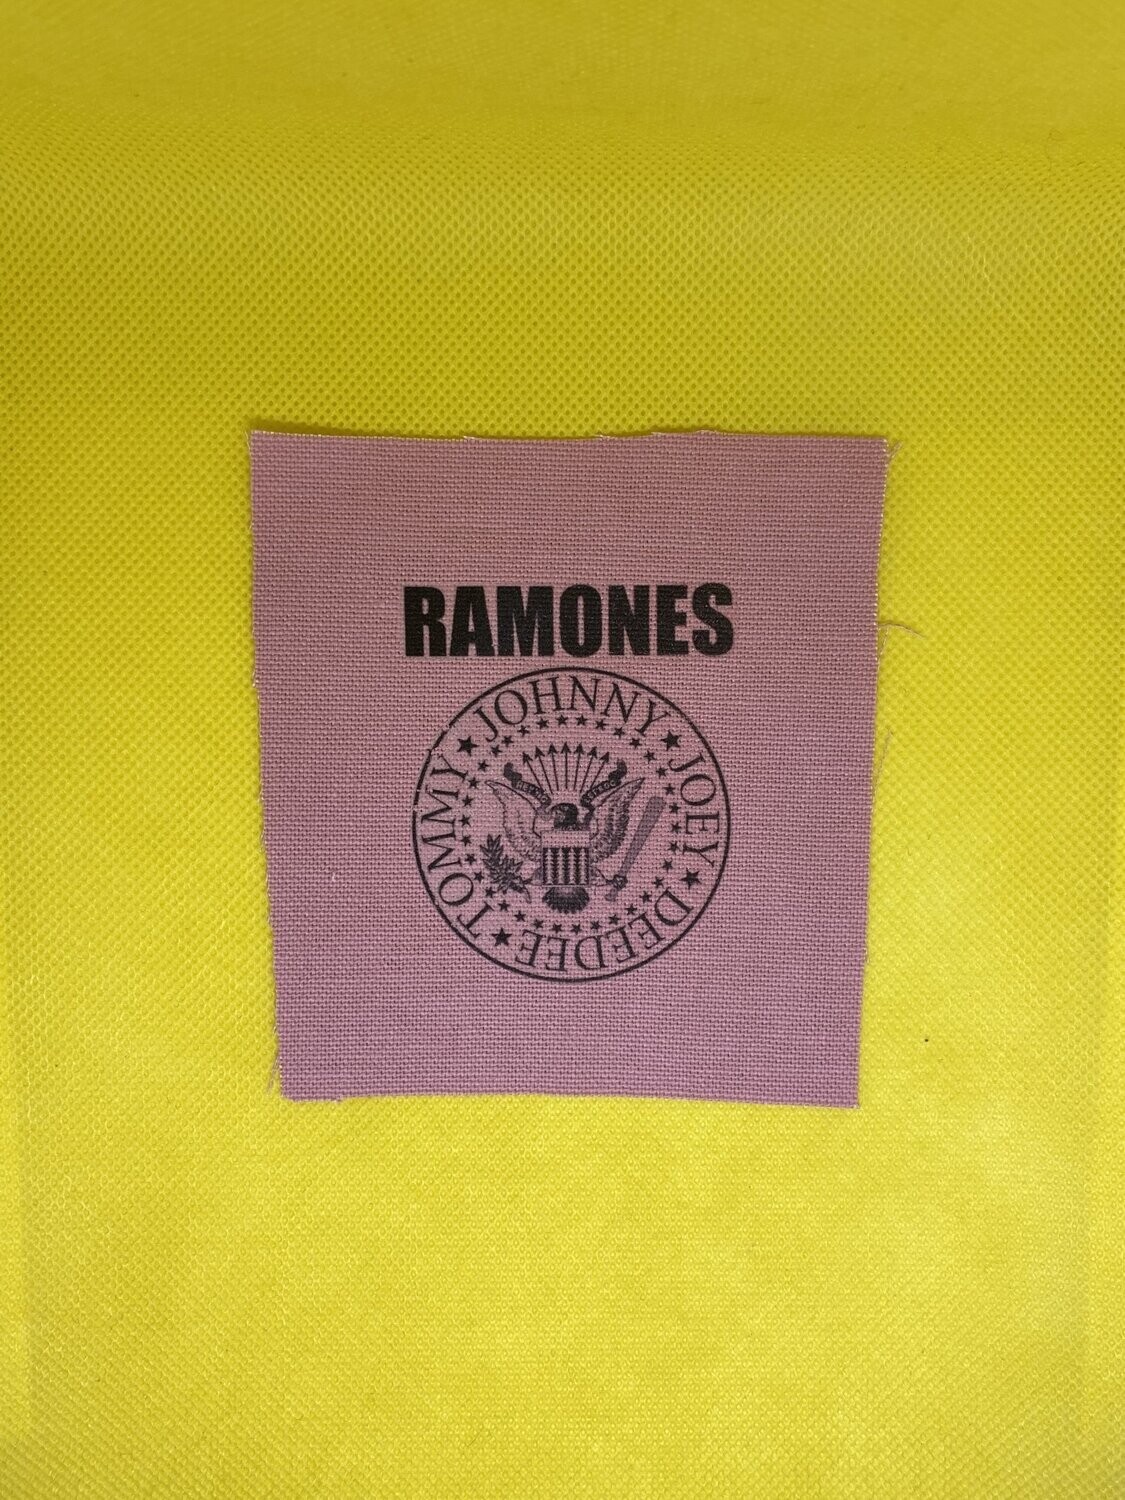 RAMONES
JOHNNY ★ JOEY ★ DEEDEE ★ TOMMY ★